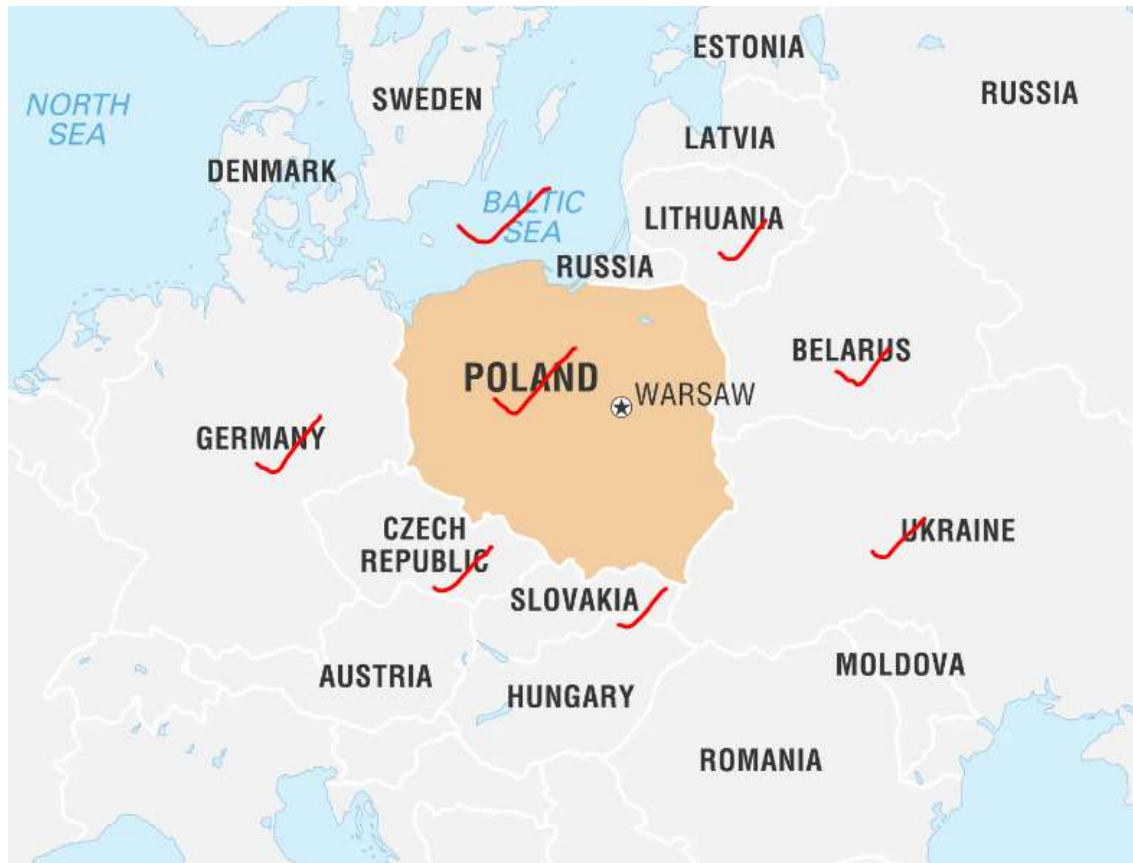 ESTONIA
RUSSIA
NORTH
SEA
SWEDEN
LATVIA
DENMARK
BALTIC
SEA
LITHUANIA
RUSSIA
BELARUS
POLAND
WARSAW
GERMANY
CZECH
REPUBLIC
UKRAINE
SLOVAKIA
MOLDOVA
AUSTRIA
HUNGARY
ROMANIA